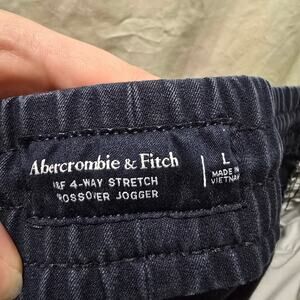 Abercrombie & Fitch
A&F 4-WAY STRETCH
CROSSOVER JOGGER
L
MADE IN
VIETNAM